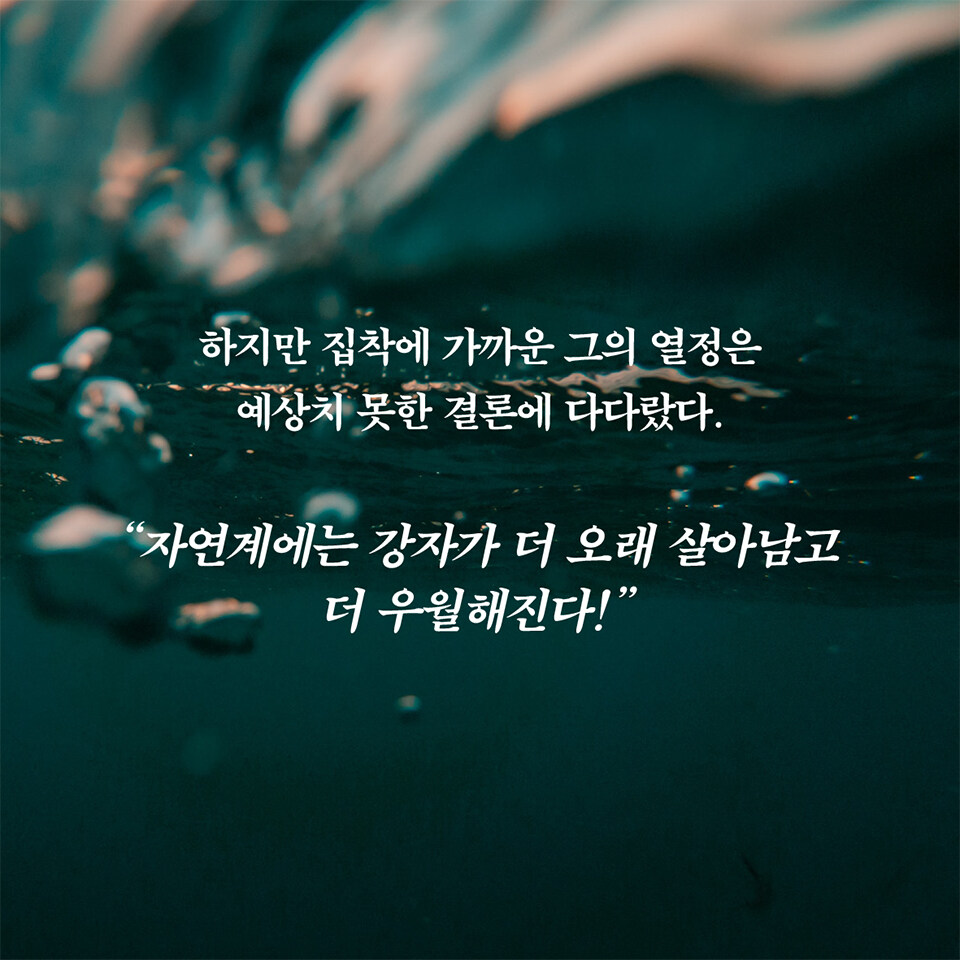 하지만 집착에 가까운 그의 열정은
예상치 못한 결론에 다다랐다.
“자연계에는 강자가 더 오래 살아남고
더 우월해진다!”